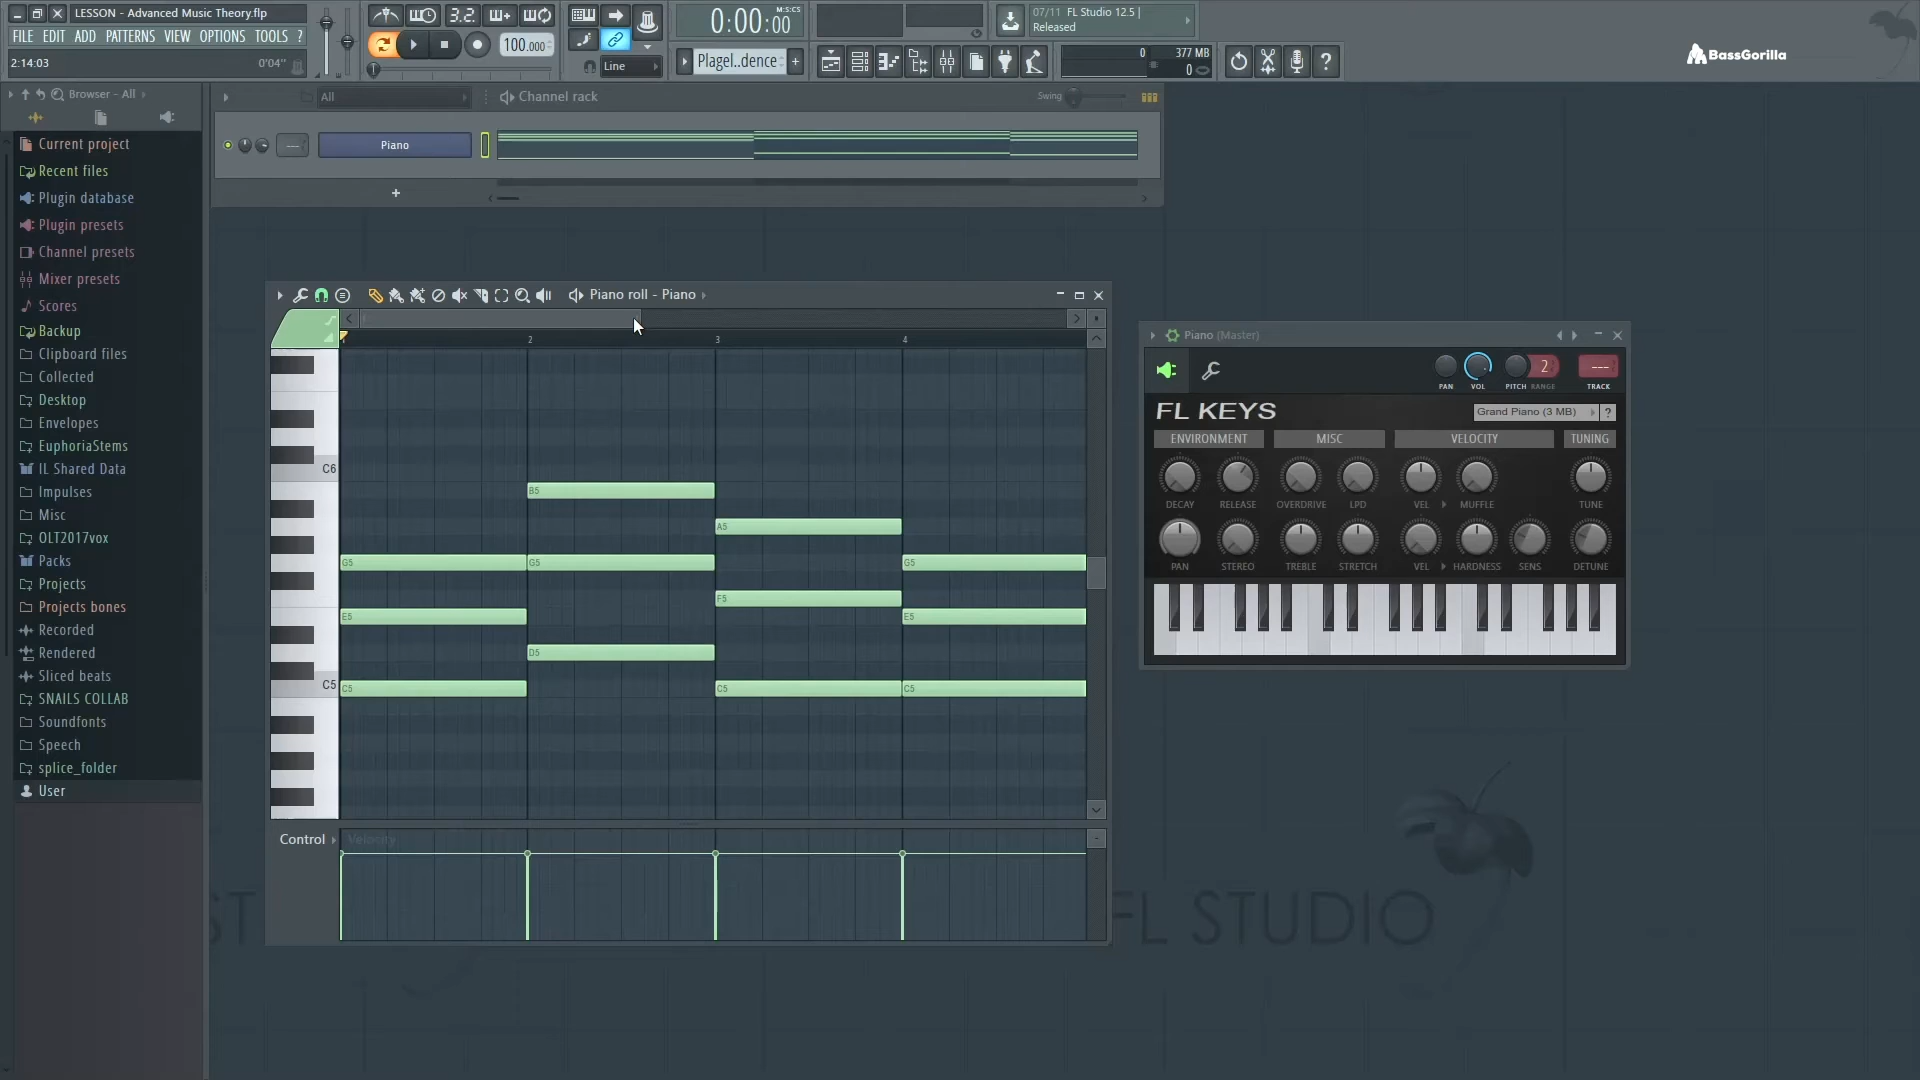 LESSON - Advanced Music Theory.flp
FILE EDIT ADD PATTERNS VIEW OPTIONS TOOLS ?
2:14:03 0'04"
3.2.
100.000
Line
0:00:00 M:S:CS
Plagel..dence +
07/11 FL Studio 12.5 |
Released
0 377 MB
0
?
BassGorilla
Browser - All
Current project
Recent files
Plugin database
Plugin presets
Channel presets
Mixer presets
Scores
Backup
Clipboard files
Collected
Desktop
Envelopes
EuphoriaStems
IL Shared Data
Impulses
Misc
OLT2017vox
Packs
Projects
Projects bones
Recorded
Rendered
Sliced beats
SNAILS COLLAB
Soundfonts
Speech
splice_folder
User
All Channel rack Swing
--- Piano
+
Piano roll - Piano
2 3 4
C6
C5
B5
A5
G5 G5 G5
F5
E5 E5
D5
C5 C5 C5
Control Velocity
Piano (Master)
2 ---
PAN VOL PITCH RANGE TRACK
FL KEYS Grand Piano (3 MB) ?
ENVIRONMENT MISC VELOCITY TUNING
DECAY RELEASE OVERDRIVE LPD VEL MUFFLE TUNE
PAN STEREO TREBLE STRETCH VEL HARDNESS SENS DETUNE
ST FL STUDIO